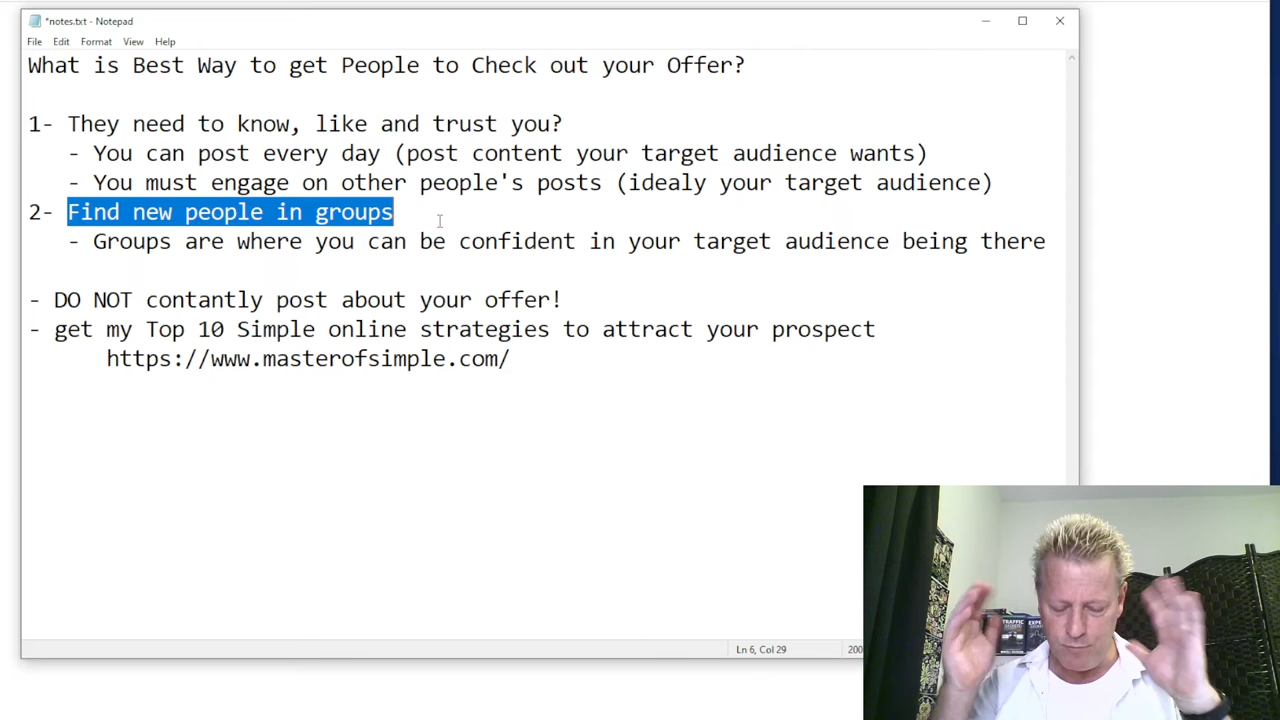 *notes.txt - Notepad
File Edit Format View Help
What is Best Way to get People to Check out your Offer?
1- They need to know, like and trust you?
- You can post every day (post content your target audience wants)
- You must engage on other people's posts (idealy your target audience)
2- Find new people in groups
- Groups are where you can be confident in your target audience being there
- DO NOT contantly post about your offer!
- get my Top 10 Simple online strategies to attract your prospect
https://www.masterofsimple.com/
Ln 6, Col 29
TRAFFIC